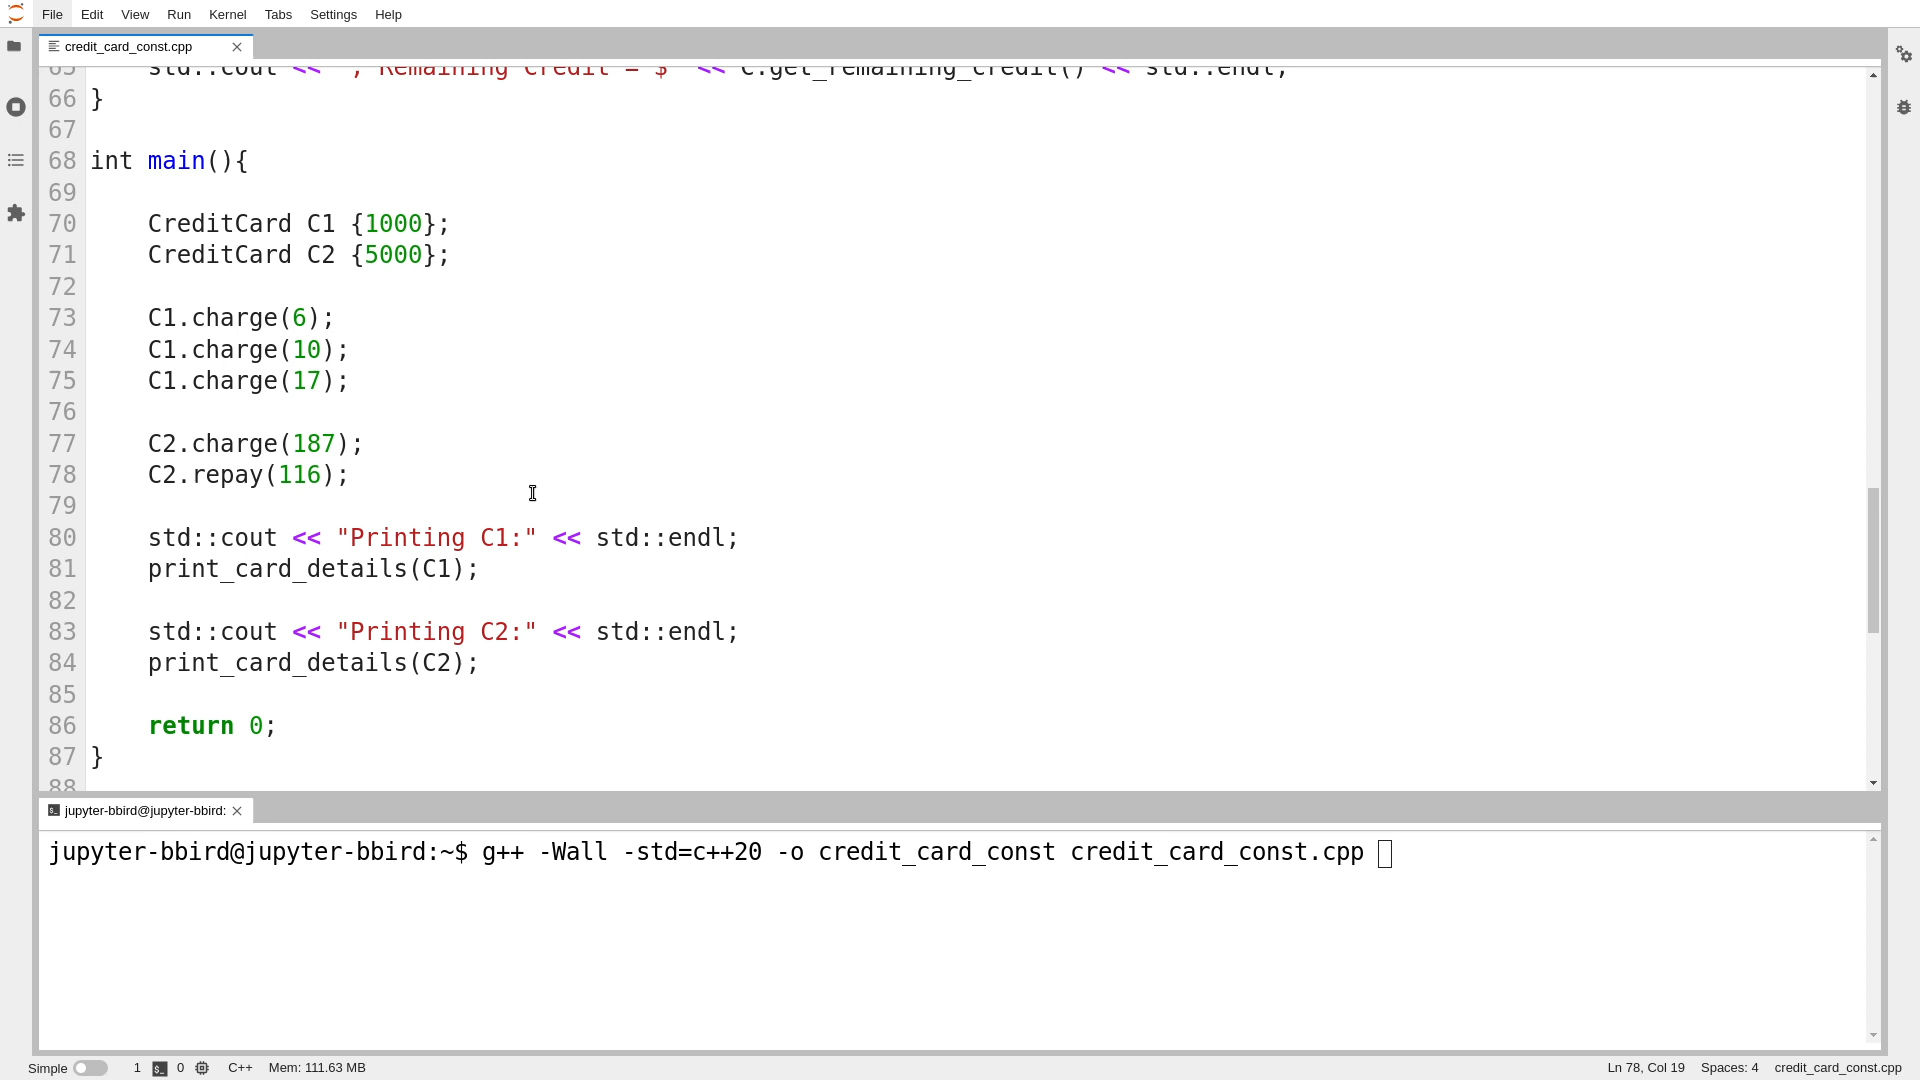 File Edit View Run Kernel Tabs Settings Help
credit_card_const.cpp
65 std::cout << ", Remaining Credit = $" << C.get_remaining_credit() << std::endl;
66 }
67
68 int main(){
69
70 CreditCard C1 {1000};
71 CreditCard C2 {5000};
72
73 C1.charge(6);
74 C1.charge(10);
75 C1.charge(17);
76
77 C2.charge(187);
78 C2.repay(116);
79
80 std::cout << "Printing C1:" << std::endl;
81 print_card_details(C1);
82
83 std::cout << "Printing C2:" << std::endl;
84 print_card_details(C2);
85
86 return 0;
87 }
88
jupyter-bbird@jupyter-bbird:
jupyter-bbird@jupyter-bbird:~$ g++ -Wall -std=c++20 -o credit_card_const credit_card_const.cpp
Simple 1 0 C++ Mem: 111.63 MB Ln 78, Col 19 Spaces: 4 credit_card_const.cpp